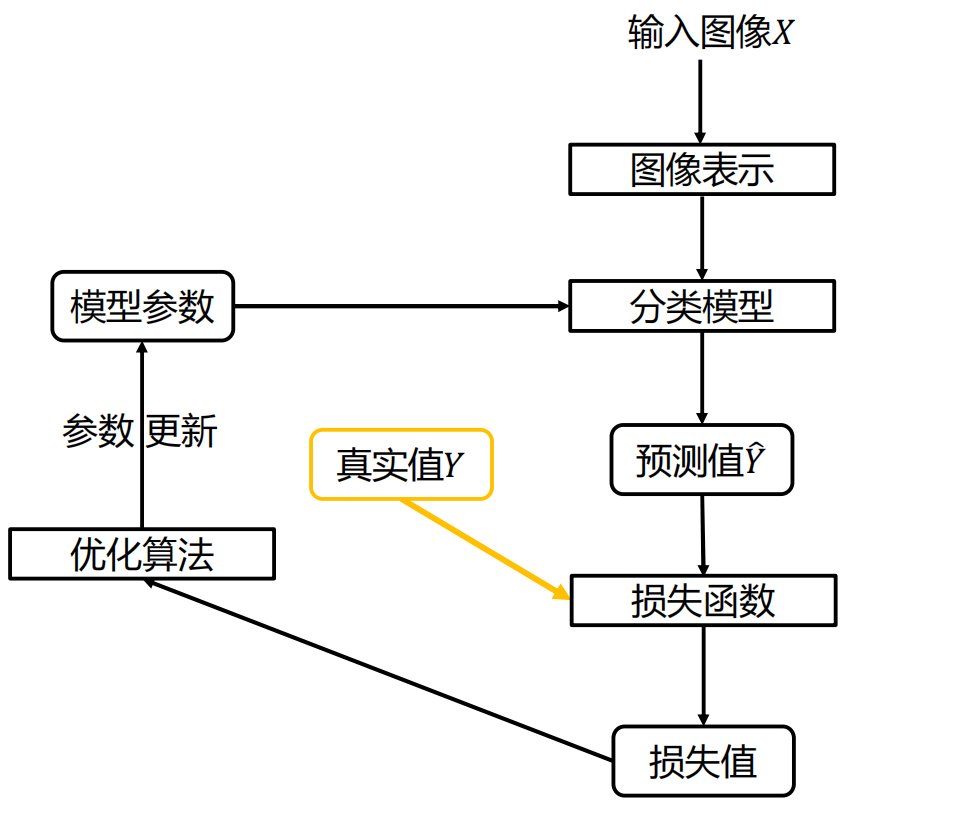 输入图像X
图像表示
模型参数
分类模型
参数 更新
真实值Y
预测值Ŷ
优化算法
损失函数
损失值